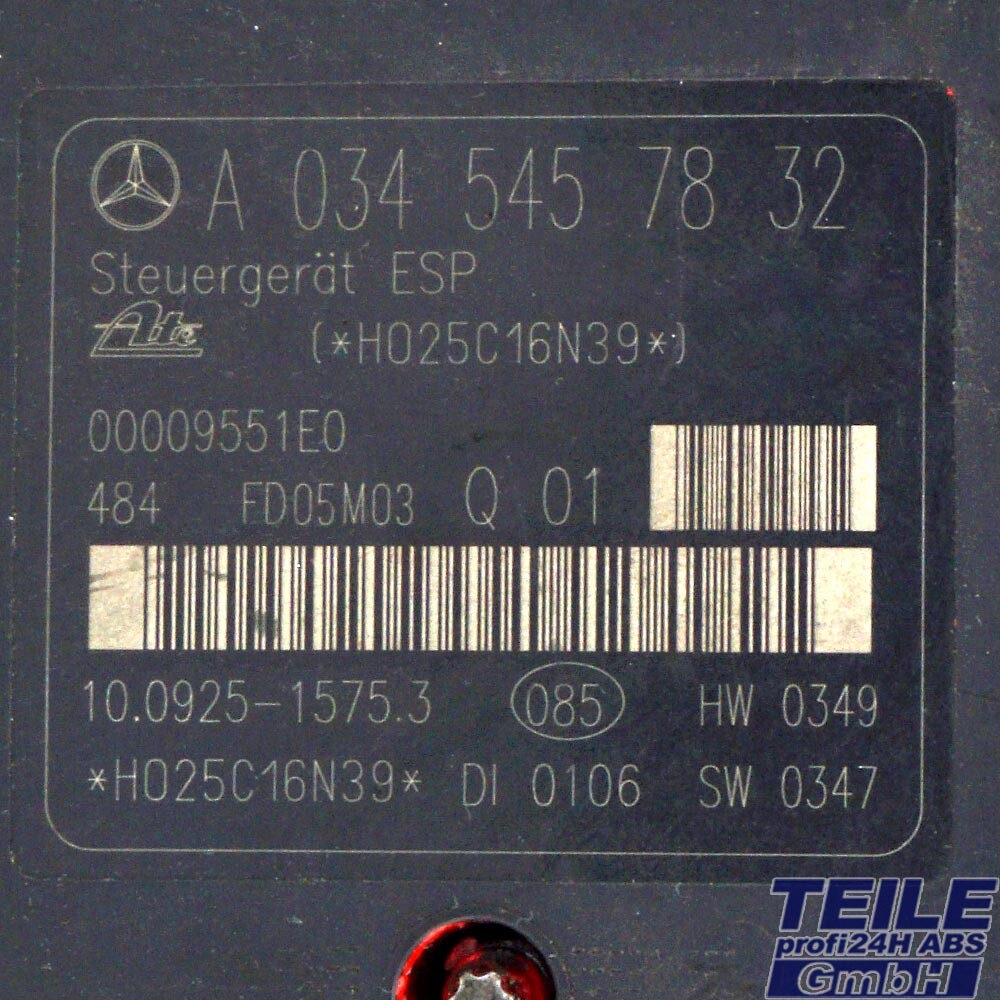 A 034 545 78 32
Steuergerät ESP
Ate (*H025C16N39*)
00009551E0
484 FD05M03 Q 01
10.0925-1575.3 085 HW 0349
*H025C16N39* DI 0106 SW 0347
TEILE
profi24H ABS
GmbH